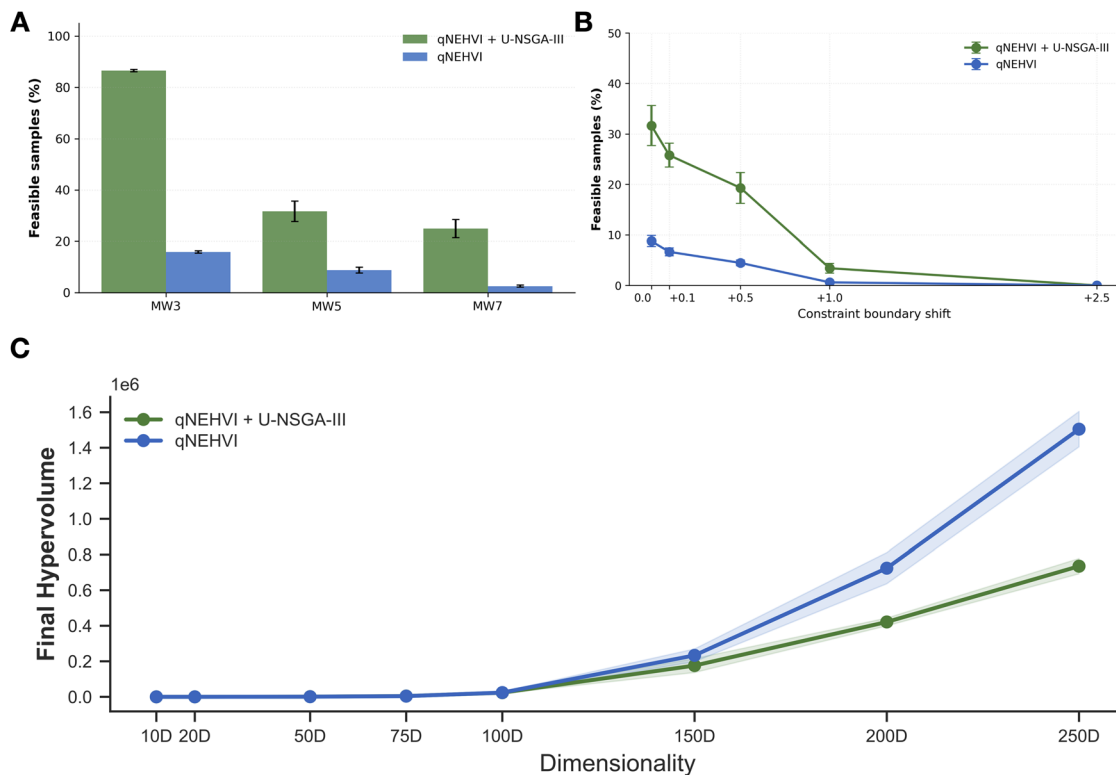 A
100
80
60
40
20
0
Feasible samples (%)
qNEHVI + U-NSGA-III
qNEHVI
MW3
MW5
MW7
B
50
40
30
20
10
0
Feasible samples (%)
qNEHVI + U-NSGA-III
qNEHVI
0.0
+0.1
+0.5
+1.0
+2.5
Constraint boundary shift
C
1e6
1.6
1.4
1.2
1.0
0.8
0.6
0.4
0.2
0.0
Final Hypervolume
qNEHVI + U-NSGA-III
qNEHVI
10D
20D
50D
75D
100D
150D
200D
250D
Dimensionality